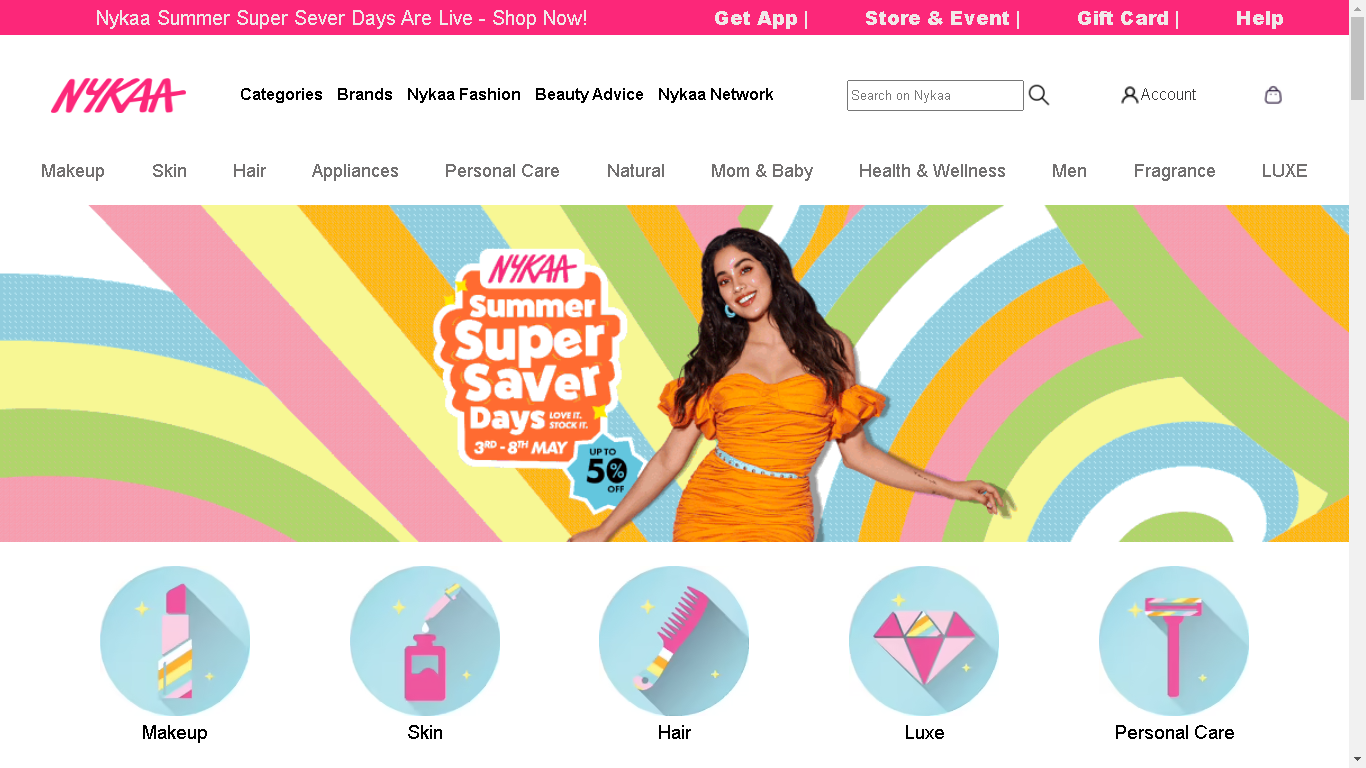 Nykaa Summer Super Sever Days Are Live - Shop Now! Get App | Store & Event | Gift Card | Help
NYKAA Categories Brands Nykaa Fashion Beauty Advice Nykaa Network Search on Nykaa Account
Makeup Skin Hair Appliances Personal Care Natural Mom & Baby Health & Wellness Men Fragrance LUXE
NYKAA
Summer
Super
Saver
Days LOVE IT. STOCK IT.
3RD - 8TH MAY
UP TO
50%
OFF
Makeup Skin Hair Luxe Personal Care